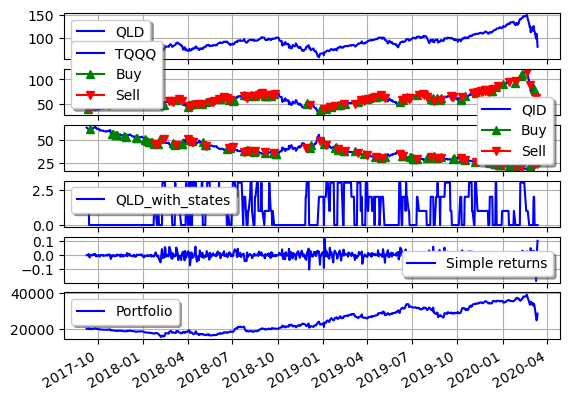 150
100
QLD
TQQQ
Buy
Sell
100
50
QID
Buy
Sell
50
25
2.5
0.0
QLD_with_states
0.1
0.0
−0.1
Simple returns
40000
20000
Portfolio
2017-10
2018-01
2018-04
2018-07
2018-10
2019-01
2019-04
2019-07
2019-10
2020-01
2020-04